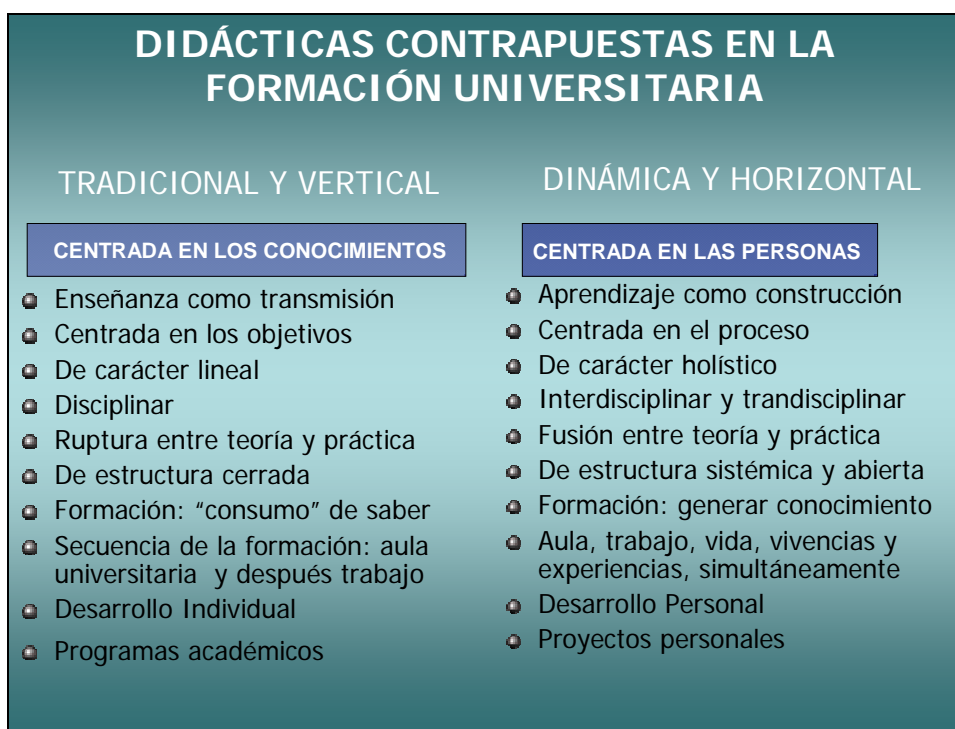 DIDÁCTICAS CONTRAPUESTAS EN LA
FORMACIÓN UNIVERSITARIA
TRADICIONAL Y VERTICAL
CENTRADA EN LOS CONOCIMIENTOS
Enseñanza como transmisión
Centrada en los objetivos
De carácter lineal
Disciplinar
Ruptura entre teoría y práctica
De estructura cerrada
Formación: “consumo” de saber
Secuencia de la formación: aula
universitaria y después trabajo
Desarrollo Individual
Programas académicos
DINÁMICA Y HORIZONTAL
CENTRADA EN LAS PERSONAS
Aprendizaje como construcción
Centrada en el proceso
De carácter holístico
Interdisciplinar y trandisciplinar
Fusión entre teoría y práctica
De estructura sistémica y abierta
Formación: generar conocimiento
Aula, trabajo, vida, vivencias y
experiencias, simultáneamente
Desarrollo Personal
Proyectos personales